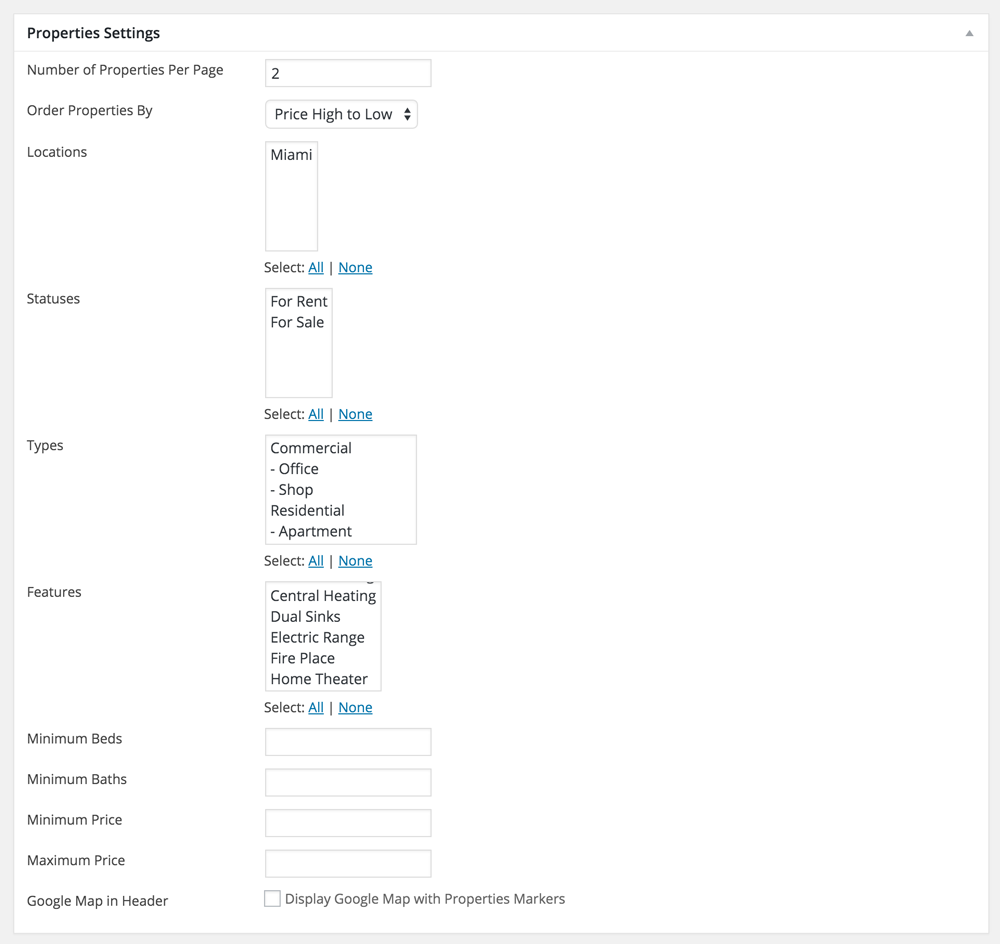 Properties Settings
Number of Properties Per Page 2
Order Properties By Price High to Low
Locations Miami
Select: All | None
Statuses For Rent
For Sale
Select: All | None
Types Commercial
- Office
- Shop
Residential
- Apartment
Select: All | None
Features Central Heating
Dual Sinks
Electric Range
Fire Place
Home Theater
Select: All | None
Minimum Beds
Minimum Baths
Minimum Price
Maximum Price
Google Map in Header Display Google Map with Properties Markers